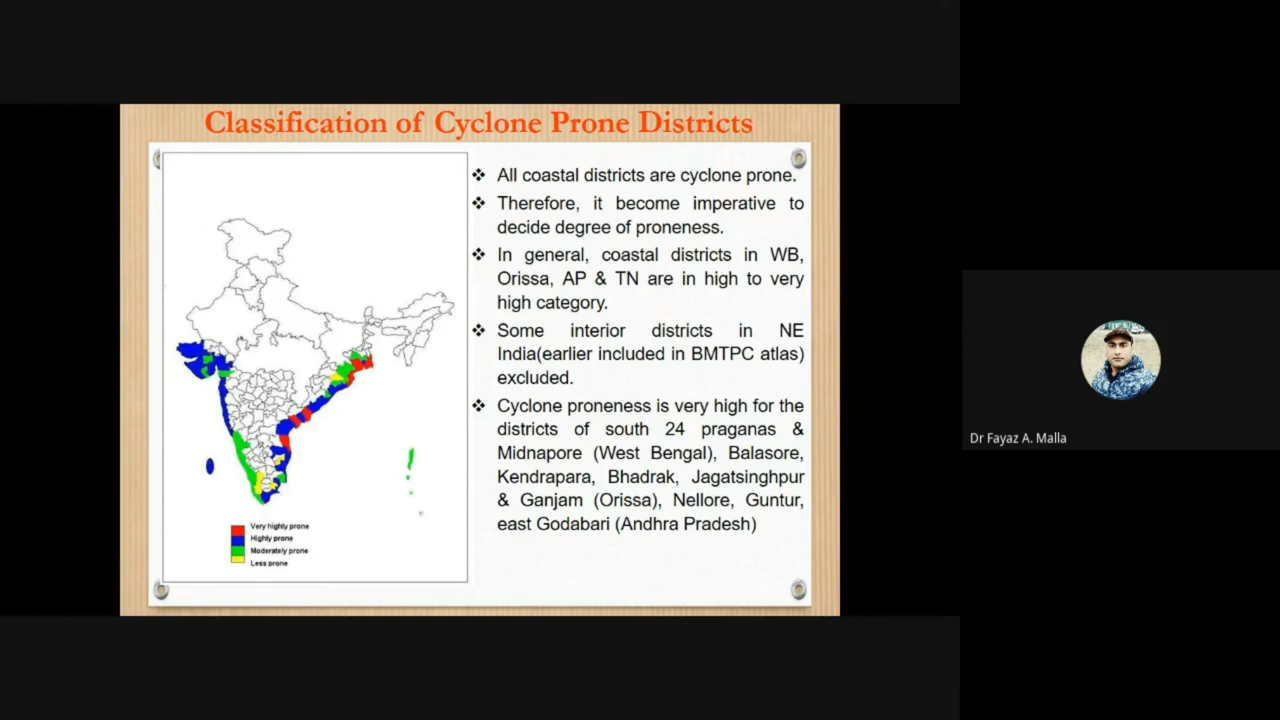 Classification of Cyclone Prone Districts
All coastal districts are cyclone prone.
Therefore, it become imperative to
decide degree of proneness.
In general, coastal districts in WB,
Orissa, AP & TN are in high to very
high category.
Some interior districts in NE
India(earlier included in BMTPC atlas)
excluded.
Cyclone proneness is very high for the
districts of south 24 praganas &
Midnapore (West Bengal), Balasore,
Kendrapara, Bhadrak, Jagatsinghpur
& Ganjam (Orissa), Nellore, Guntur,
east Godabari (Andhra Pradesh)
Very highly prone
Highly prone
Moderately prone
Less prone
Dr Fayaz A. Malla